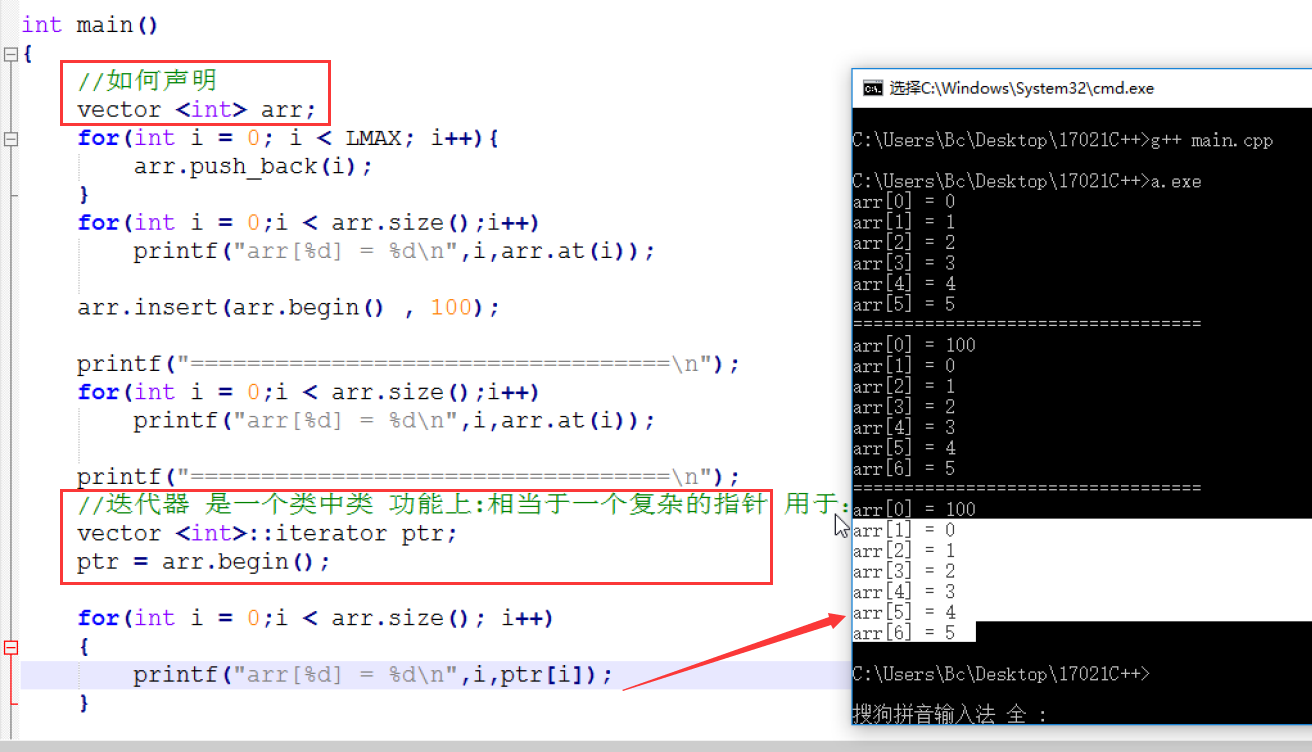 int main()
{
//如何声明
vector <int> arr;
for(int i = 0; i < LMAX; i++){
arr.push_back(i);
}
for(int i = 0;i < arr.size();i++)
printf("arr[%d] = %d\n",i,arr.at(i));
arr.insert(arr.begin() , 100);
printf("==================================\n");
for(int i = 0;i < arr.size();i++)
printf("arr[%d] = %d\n",i,arr.at(i));
printf("==================================\n");
//迭代器 是一个类中类 功能上:相当于一个复杂的指针 用于:
vector <int>::iterator ptr;
ptr = arr.begin();
for(int i = 0;i < arr.size(); i++)
{
printf("arr[%d] = %d\n",i,ptr[i]);
}
选择C:\Windows\System32\cmd.exe
C:\Users\Bc\Desktop\17021C++>g++ main.cpp
C:\Users\Bc\Desktop\17021C++>a.exe
arr[0] = 0
arr[1] = 1
arr[2] = 2
arr[3] = 3
arr[4] = 4
arr[5] = 5
==================================
arr[0] = 100
arr[1] = 0
arr[2] = 1
arr[3] = 2
arr[4] = 3
arr[5] = 4
arr[6] = 5
==================================
arr[0] = 100
arr[1] = 0
arr[2] = 1
arr[3] = 2
arr[4] = 3
arr[5] = 4
arr[6] = 5
C:\Users\Bc\Desktop\17021C++>
搜狗拼音输入法 全 :